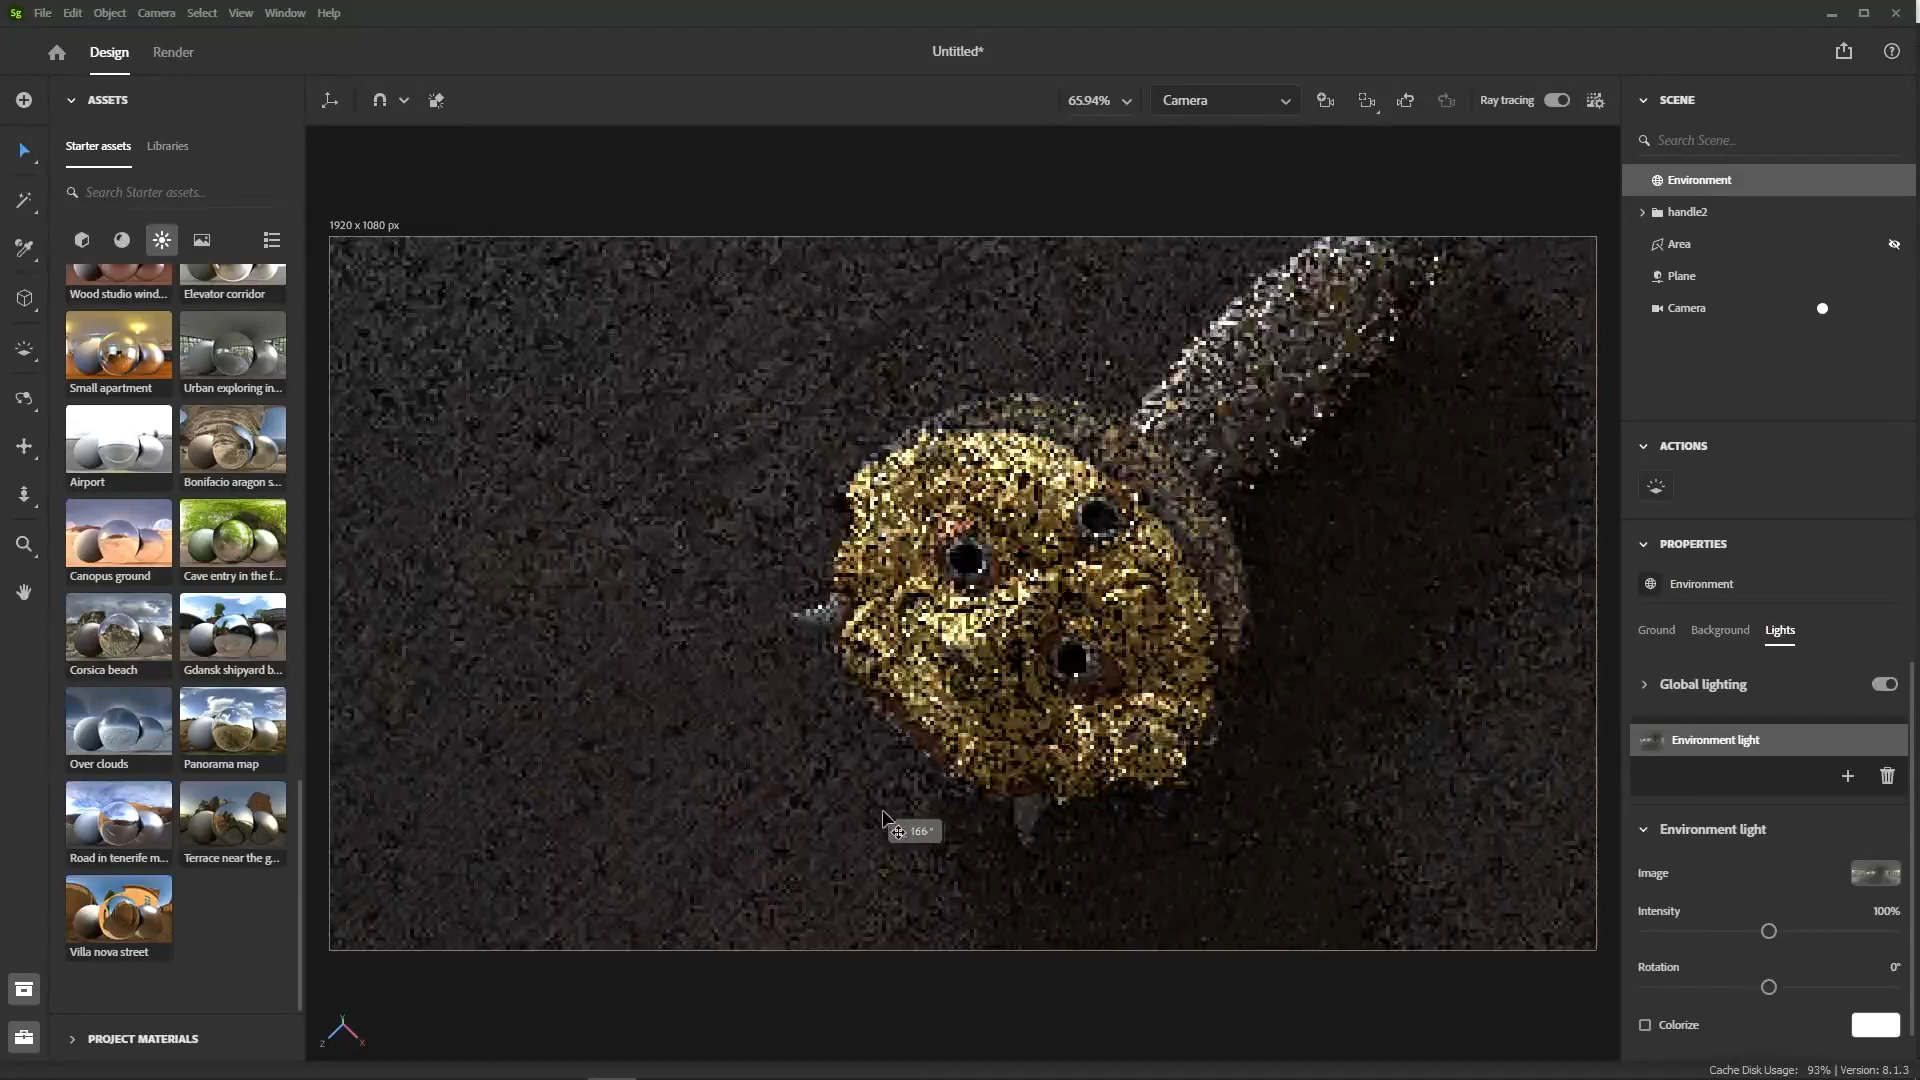 Sg File Edit Object Camera Select View Window Help
Design Render Untitled*
ASSETS
65.94% Camera Ray tracing
SCENE
Starter assets Libraries
Search Starter assets...
Search Scene...
Environment
handle2
Area
Plane
Camera
1920 x 1080 px
Wood studio wind... Elevator corridor
Small apartment Urban exploring in...
Airport Bonifacio aragon s...
Canopus ground Cave entry in the f...
Corsica beach Gdansk shipyard b...
Over clouds Panorama map
Road in tenerife m... Terrace near the g...
Villa nova street
PROJECT MATERIALS
166°
Y
Z X
ACTIONS
PROPERTIES
Environment
Ground Background Lights
Global lighting
Environment light
Environment light
Image
Intensity 100%
Rotation 0°
Colorize
Cache Disk Usage: 93% | Version: 8.1.3